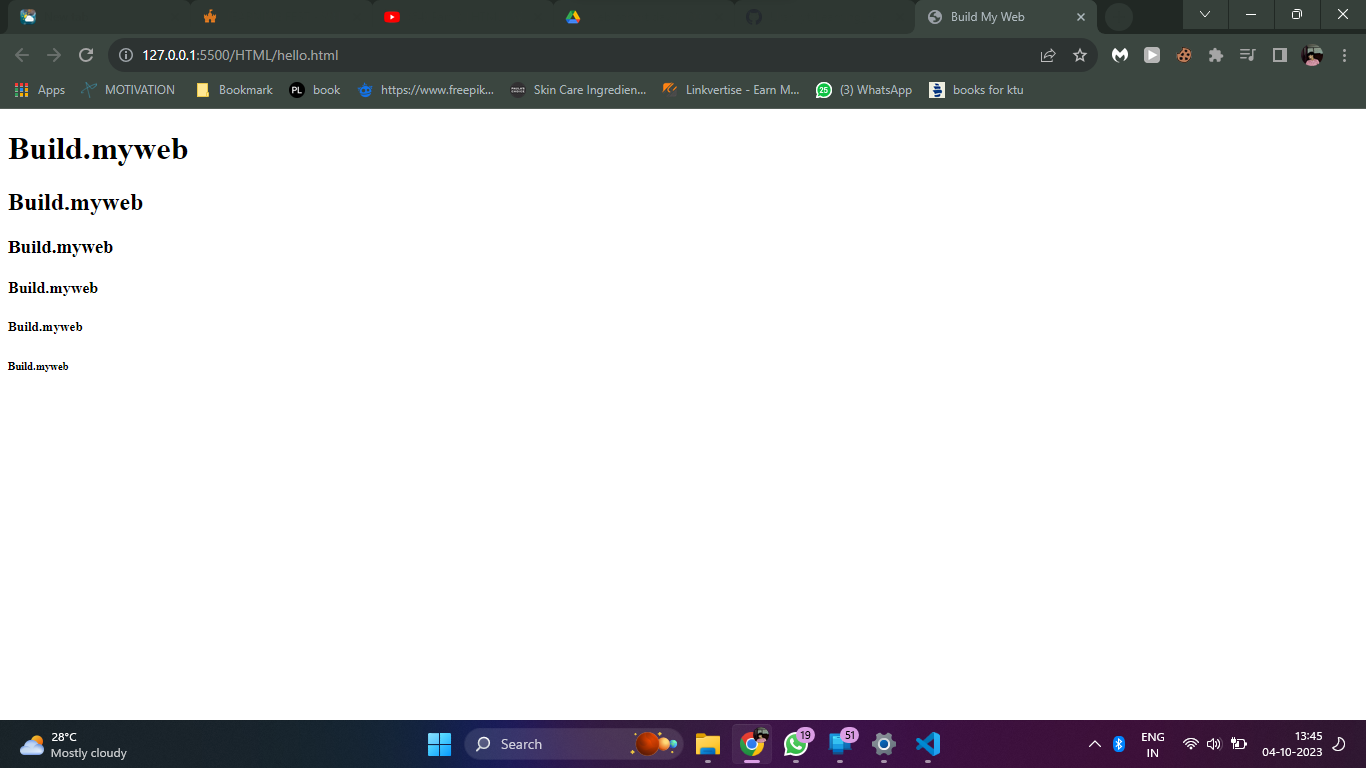 Build My Web
127.0.0.1:5500/HTML/hello.html
Apps MOTIVATION Bookmark PL book https://www.freepik... Skin Care Ingredien... Linkvertise - Earn M... 25 (3) WhatsApp books for ktu
Build.myweb
Build.myweb
Build.myweb
Build.myweb
Build.myweb
Build.myweb
28°C
Mostly cloudy
Search
19
51
ENG
IN
13:45
04-10-2023